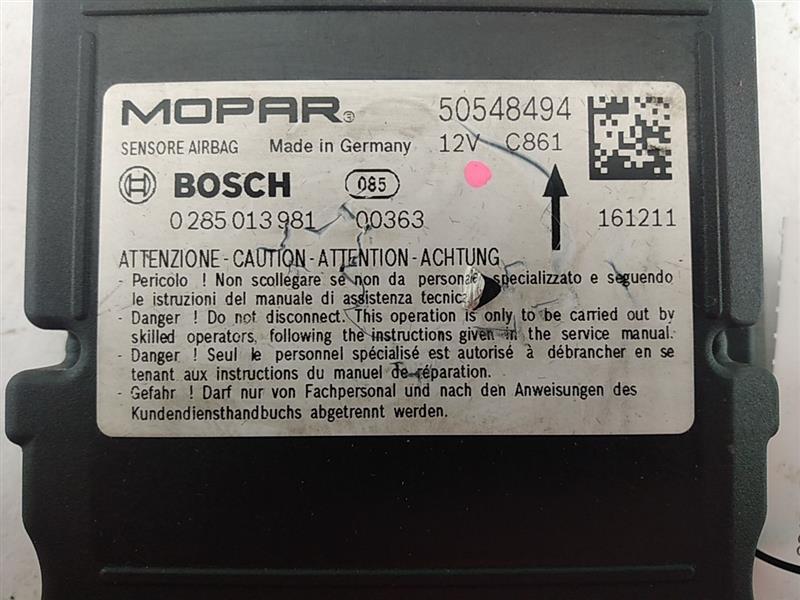 MOPAR® 50548494
SENSORE AIRBAG Made in Germany 12V C861
BOSCH 085
0 285 013 981 00363 161211
ATTENZIONE - CAUTION - ATTENTION - ACHTUNG
- Pericolo ! Non scollegare se non da personale specializzato e seguendo
le istruzioni del manuale di assistenza tecnica
- Danger ! Do not disconnect. This operation is only to be carried out by
skilled operators, following the instructions given in the service manual.
- Danger ! Seul le personnel spécialisé est autorisé à débrancher en se
tenant aux instructions du manuel de réparation.
- Gefahr ! Darf nur von Fachpersonal und nach den Anweisungen des
Kundendiensthandbuchs abgetrennt werden.